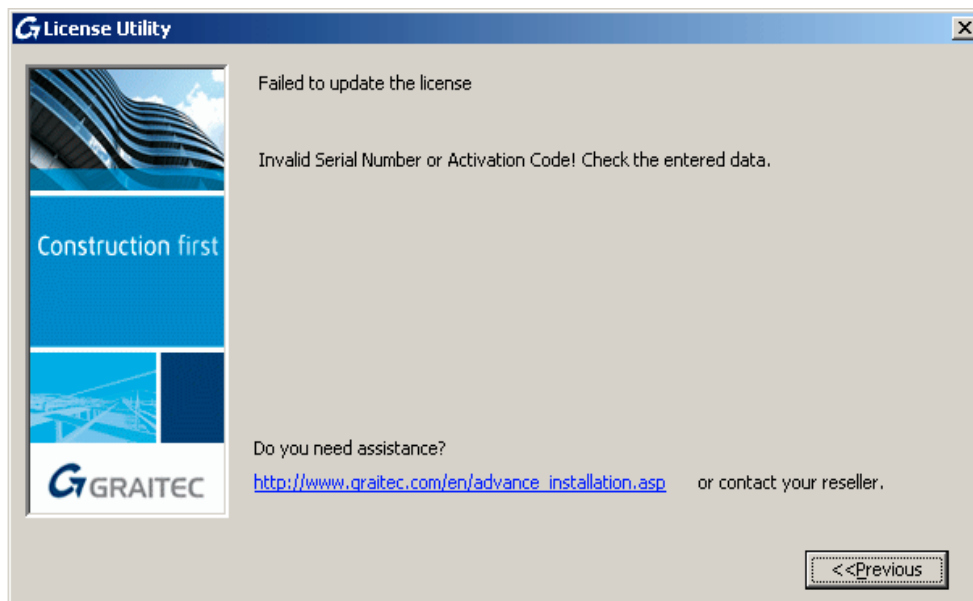 License Utility
Failed to update the license
Invalid Serial Number or Activation Code! Check the entered data.
Construction first
GRAITEC
Do you need assistance?
http://www.graitec.com/en/advance_installation.asp or contact your reseller.
<<Previous